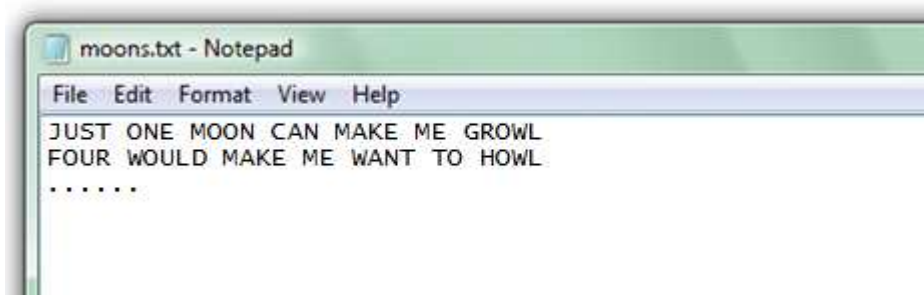 moons.txt - Notepad
File Edit Format View Help
JUST ONE MOON CAN MAKE ME GROWL
FOUR WOULD MAKE ME WANT TO HOWL
......